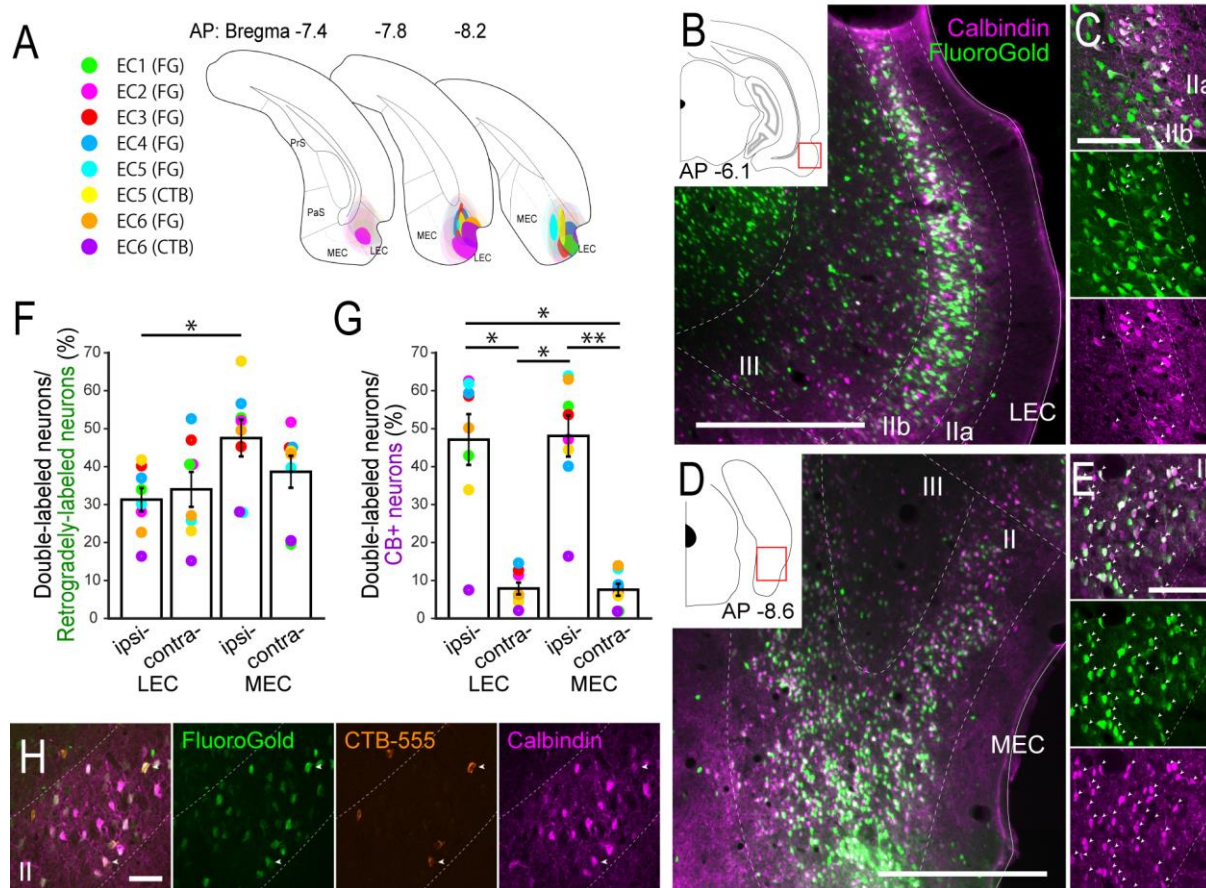 A
AP: Bregma -7.4 -7.8 -8.2
EC1 (FG)
EC2 (FG)
EC3 (FG)
EC4 (FG)
EC5 (FG)
EC5 (CTB)
EC6 (FG)
EC6 (CTB)
PrS
PaS
MEC
LEC
MEC
LEC
MEC
LEC
B
AP -6.1
Calbindin
FluoroGold
III
IIb
IIa
LEC
C
IIa
IIb
F
*
Double-labeled neurons/
Retrogradely-labeled neurons (%)
70
60
50
40
30
20
10
0
ipsi-
contra-
ipsi-
contra-
LEC
MEC
G
*
*
*
**
Double-labeled neurons/
CB+ neurons (%)
70
60
50
40
30
20
10
0
ipsi-
contra-
ipsi-
contra-
LEC
MEC
D
AP -8.6
III
II
MEC
E
II
H
FluoroGold
CTB-555
Calbindin
II